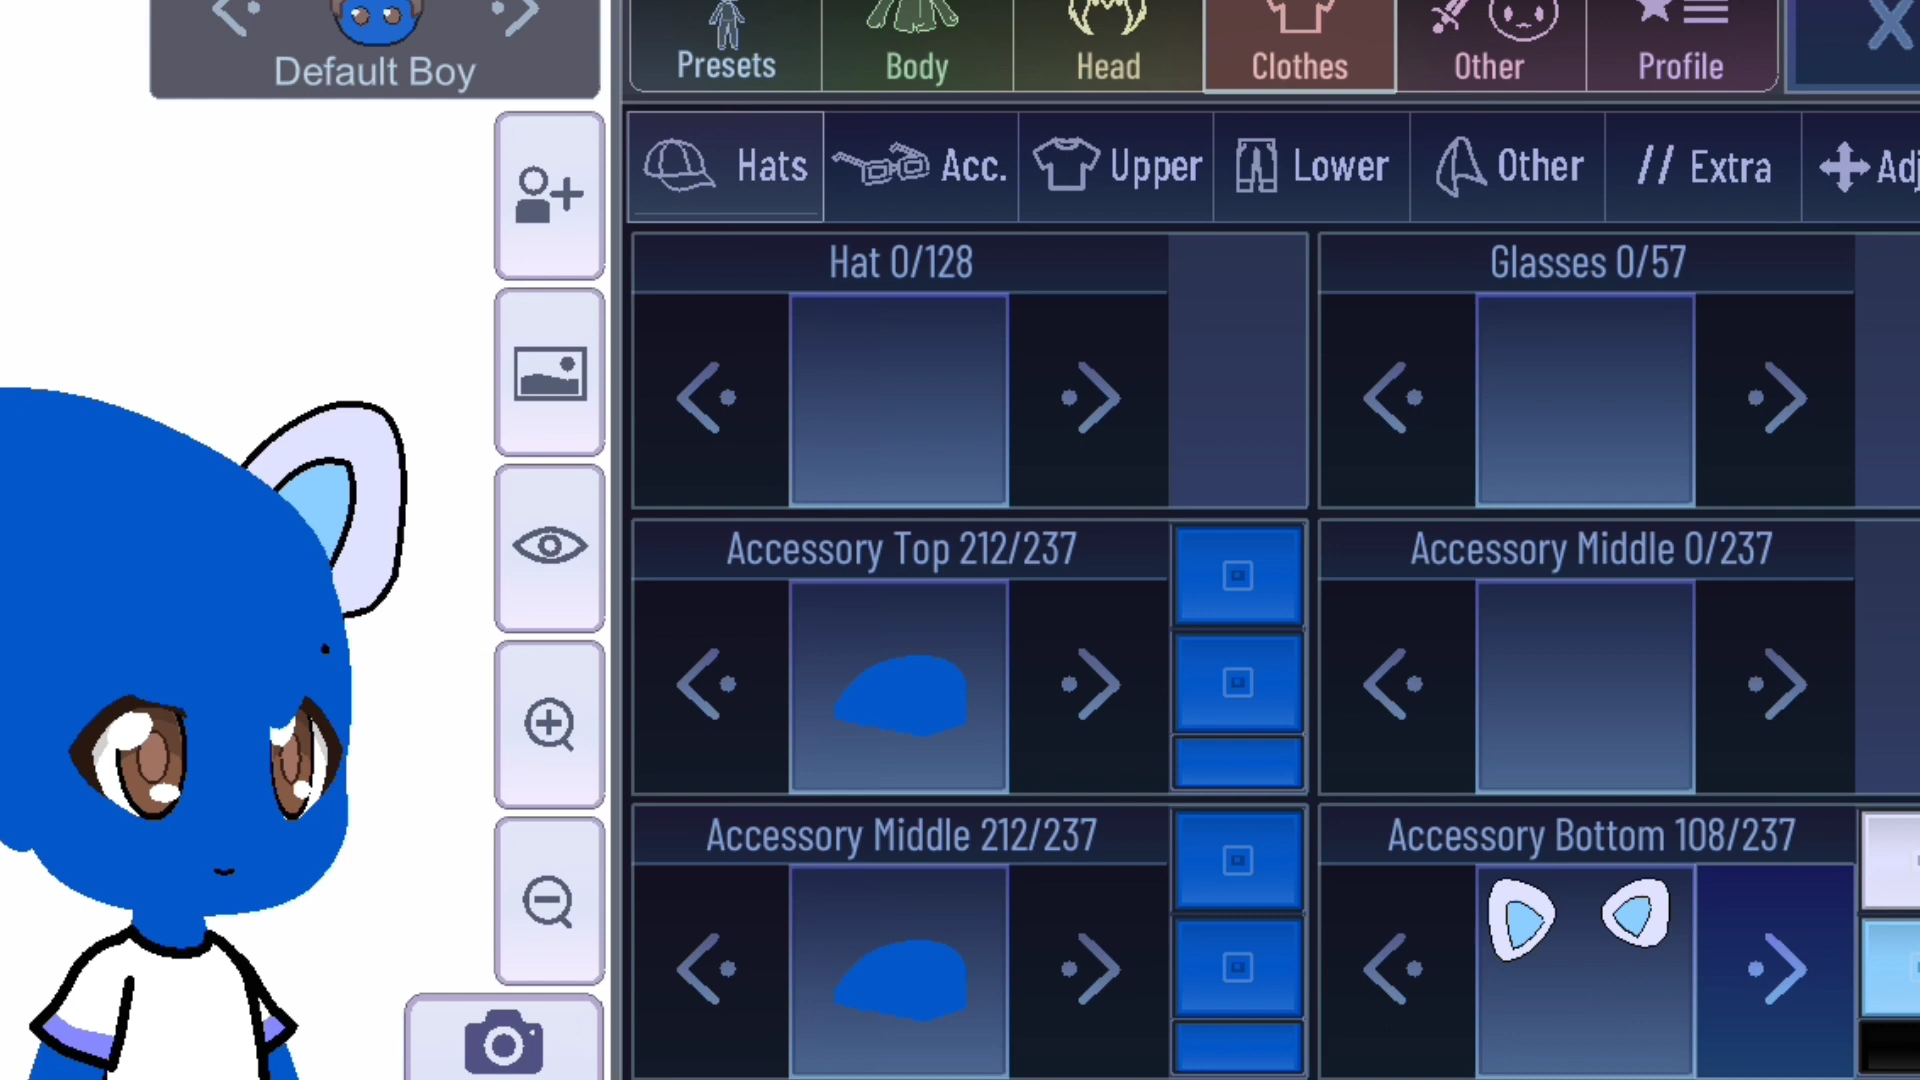 Default Boy
Presets
Body
Head
Clothes
Other
Profile
X
Hats
Acc.
Upper
Lower
Other
// Extra
Hat 0/128
Glasses 0/57
Accessory Top 212/237
Accessory Middle 0/237
Accessory Middle 212/237
Accessory Bottom 108/237